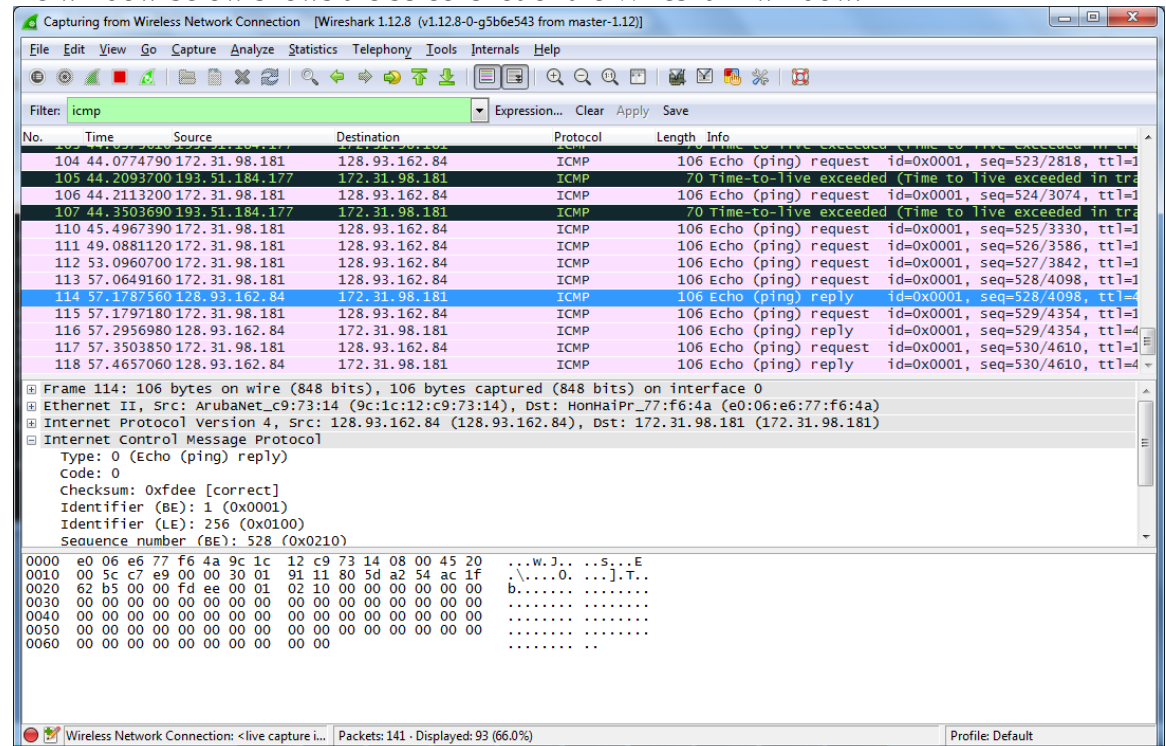 Capturing from Wireless Network Connection [Wireshark 1.12.8 (v1.12.8-0-g5b6e543 from master-1.12)]
File Edit View Go Capture Analyze Statistics Telephony Tools Internals Help
Filter: icmp Expression... Clear Apply Save
No. Time Source Destination Protocol Length Info
104 44.0774790 172.31.98.181 128.93.162.84 ICMP 106 Echo (ping) request id=0x0001, seq=523/2818, ttl=1
105 44.2093700 193.51.184.177 172.31.98.181 ICMP 70 Time-to-live exceeded (Time to live exceeded in tra
106 44.2113200 172.31.98.181 128.93.162.84 ICMP 106 Echo (ping) request id=0x0001, seq=524/3074, ttl=1
107 44.3503690 193.51.184.177 172.31.98.181 ICMP 70 Time-to-live exceeded (Time to live exceeded in tra
110 45.4967390 172.31.98.181 128.93.162.84 ICMP 106 Echo (ping) request id=0x0001, seq=525/3330, ttl=1
111 49.0881120 172.31.98.181 128.93.162.84 ICMP 106 Echo (ping) request id=0x0001, seq=526/3586, ttl=1
112 53.0960700 172.31.98.181 128.93.162.84 ICMP 106 Echo (ping) request id=0x0001, seq=527/3842, ttl=1
113 57.0649160 172.31.98.181 128.93.162.84 ICMP 106 Echo (ping) request id=0x0001, seq=528/4098, ttl=1
114 57.1787560 128.93.162.84 172.31.98.181 ICMP 106 Echo (ping) reply id=0x0001, seq=528/4098, ttl=4
115 57.1797180 172.31.98.181 128.93.162.84 ICMP 106 Echo (ping) request id=0x0001, seq=529/4354, ttl=1
116 57.2956980 128.93.162.84 172.31.98.181 ICMP 106 Echo (ping) reply id=0x0001, seq=529/4354, ttl=4
117 57.3503850 172.31.98.181 128.93.162.84 ICMP 106 Echo (ping) request id=0x0001, seq=530/4610, ttl=1
118 57.4657060 128.93.162.84 172.31.98.181 ICMP 106 Echo (ping) reply id=0x0001, seq=530/4610, ttl=4
Frame 114: 106 bytes on wire (848 bits), 106 bytes captured (848 bits) on interface 0
Ethernet II, Src: ArubaNet_c9:73:14 (9c:1c:12:c9:73:14), Dst: HonHaiPr_77:f6:4a (e0:06:e6:77:f6:4a)
Internet Protocol Version 4, Src: 128.93.162.84 (128.93.162.84), Dst: 172.31.98.181 (172.31.98.181)
Internet Control Message Protocol
Type: 0 (Echo (ping) reply)
Code: 0
Checksum: 0xfdee [correct]
Identifier (BE): 1 (0x0001)
Identifier (LE): 256 (0x0100)
Sequence number (BE): 528 (0x0210)
0000 e0 06 e6 77 f6 4a 9c 1c 12 c9 73 14 08 00 45 20 ...w.J.. ..s...E
0010 00 5c c7 e9 00 00 30 01 91 11 80 5d a2 54 ac 1f .\....0. ...].T..
0020 62 b5 00 00 fd ee 00 01 02 10 00 00 00 00 00 00 b....... ........
0030 00 00 00 00 00 00 00 00 00 00 00 00 00 00 00 00 ........ ........
0040 00 00 00 00 00 00 00 00 00 00 00 00 00 00 00 00 ........ ........
0050 00 00 00 00 00 00 00 00 00 00 00 00 00 00 00 00 ........ ........
0060 00 00 00 00 00 00 00 00 00 00 ........ ..
Wireless Network Connection: <live capture i... Packets: 141 · Displayed: 93 (66.0%) Profile: Default